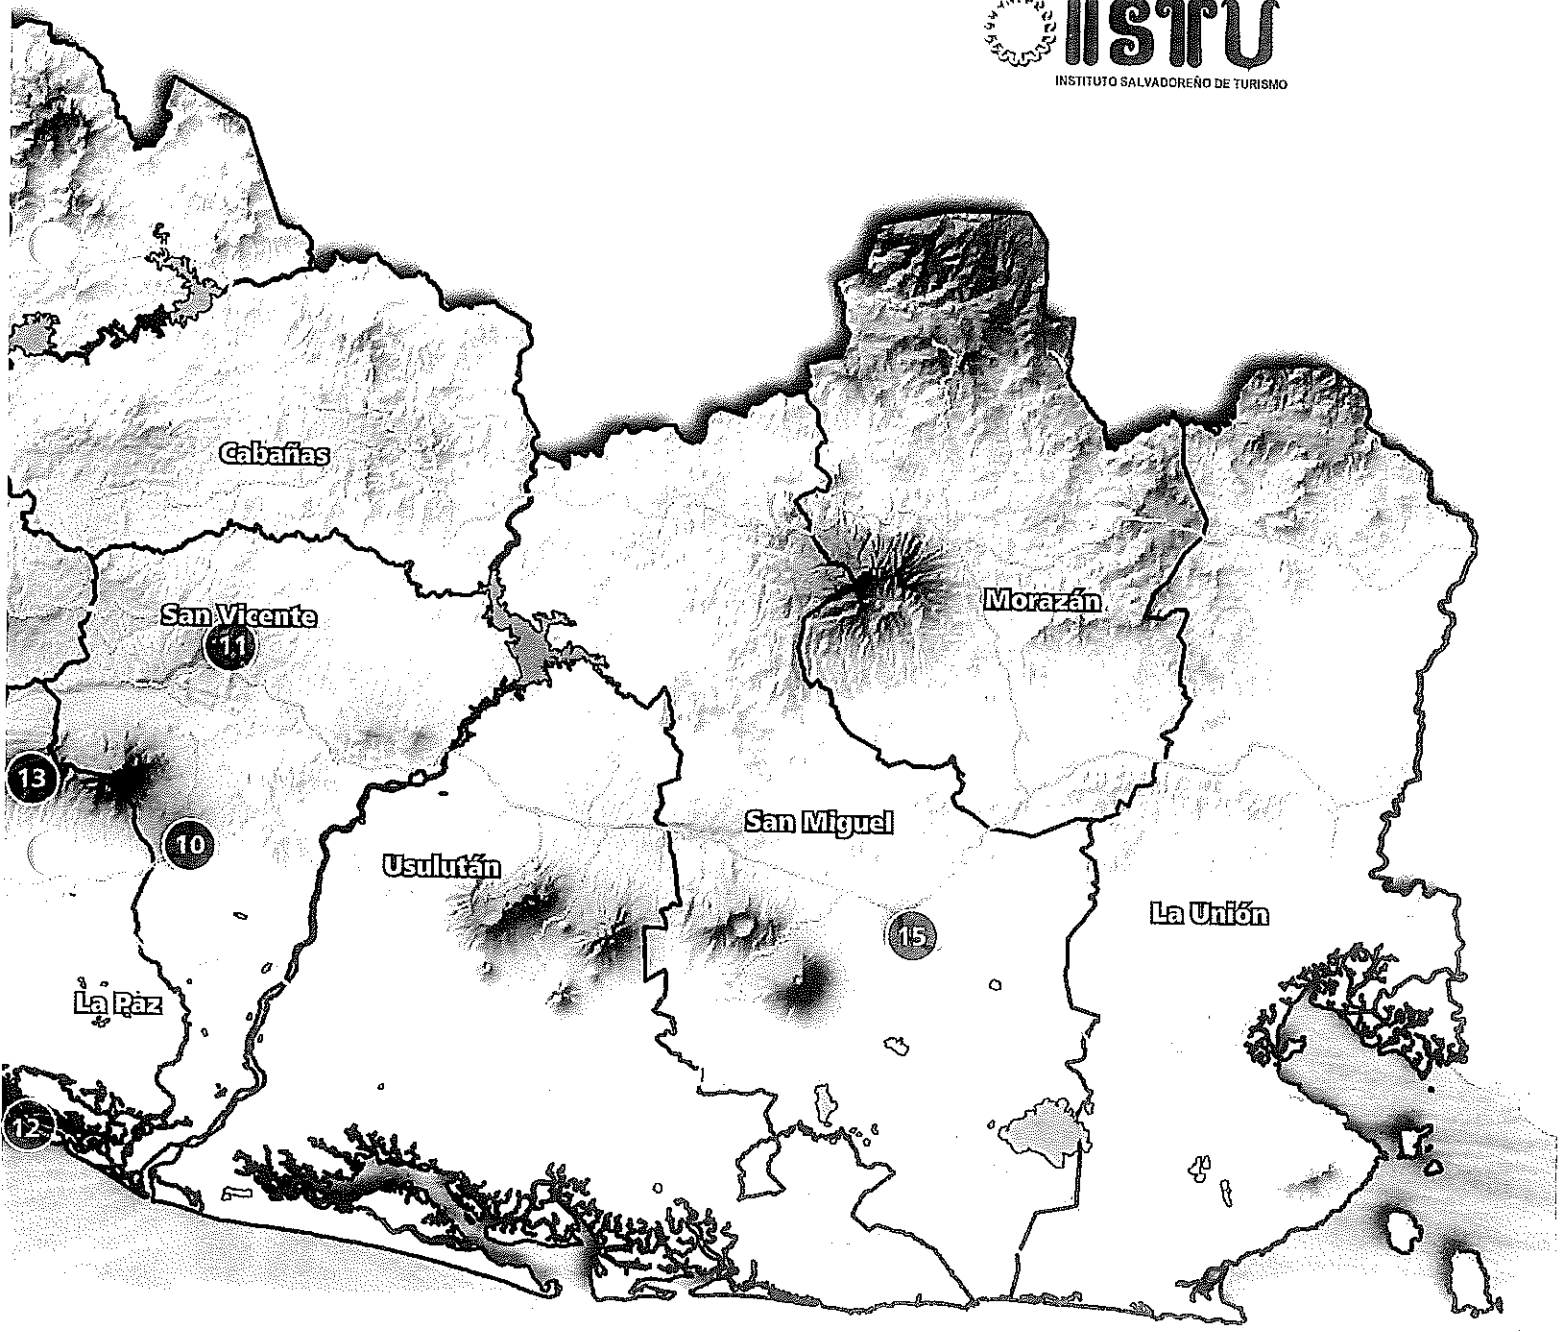 ISTU
INSTITUTO SALVADOREÑO DE TURISMO
Cabañas
San Vicente
11
Morazán
13
10
San Miguel
Usulután
15
La Unión
La Paz
12